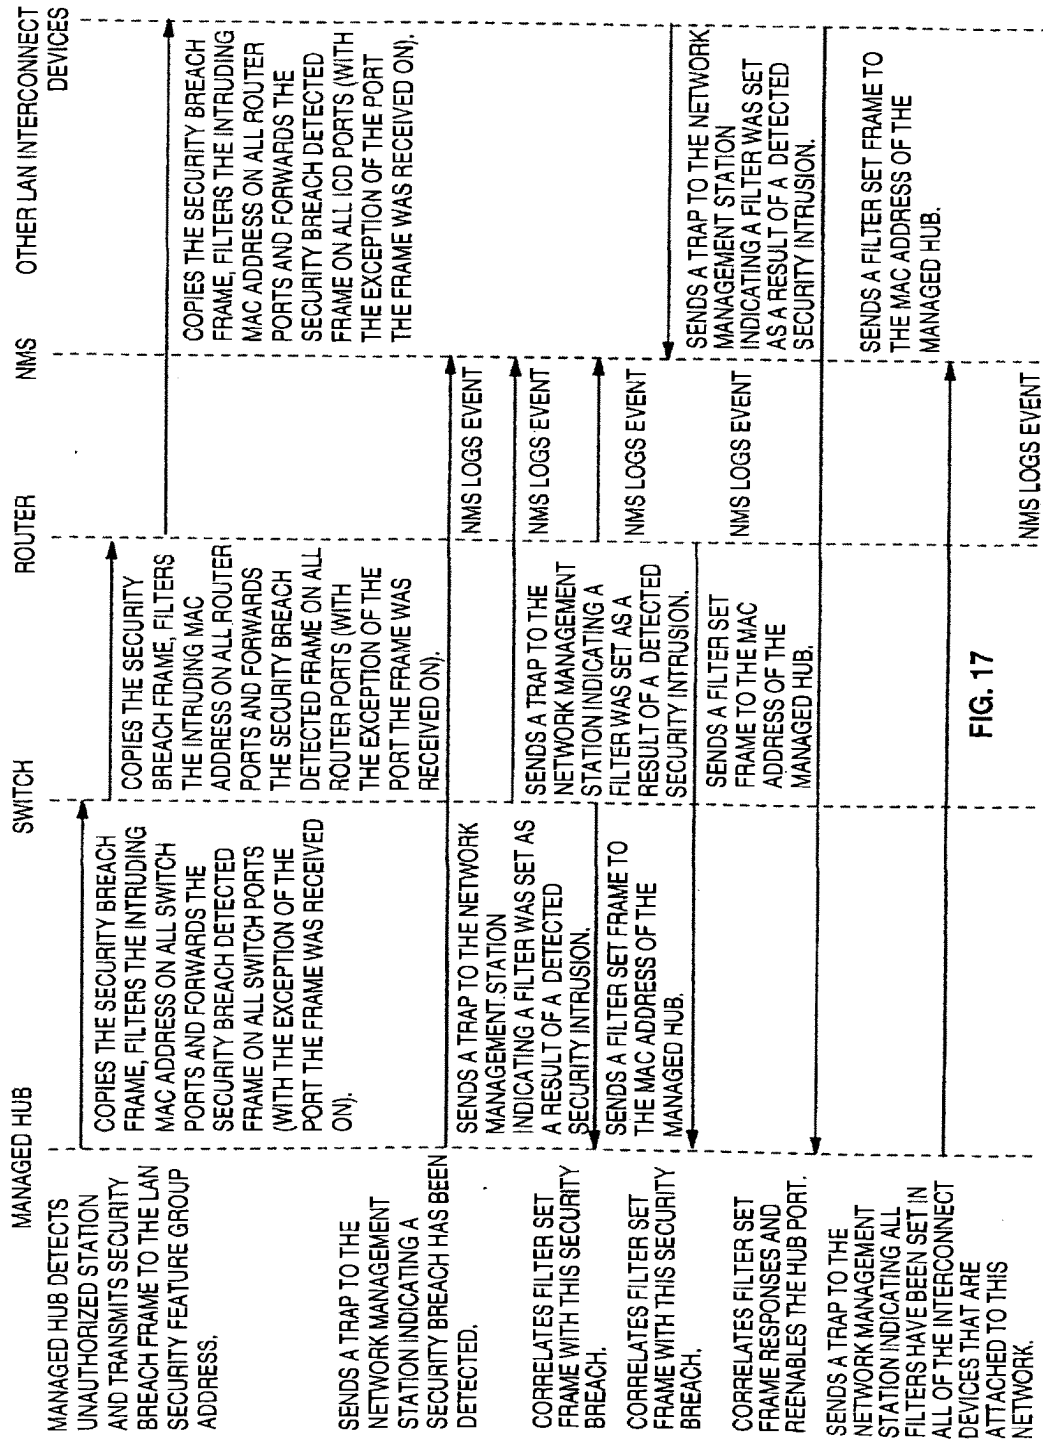 MANAGED HUB
SWITCH
ROUTER
NMS
OTHER LAN INTERCONNECT
DEVICES
MANAGED HUB DETECTS
UNAUTHORIZED STATION
AND TRANSMITS SECURITY
BREACH FRAME TO THE LAN
SECURITY FEATURE GROUP
ADDRESS.
SENDS A TRAP TO THE
NETWORK MANAGEMENT
STATION INDICATING A
SECURITY BREACH HAS BEEN
DETECTED.
CORRELATES FILTER SET
FRAME WITH THIS SECURITY
BREACH.
CORRELATES FILTER SET
FRAME WITH THIS SECURITY
BREACH.
CORRELATES FILTER SET
FRAME RESPONSES AND
REENABLES THE HUB PORT.
SENDS A TRAP TO THE
NETWORK MANAGEMENT
STATION INDICATING ALL
FILTERS HAVE BEEN SET IN
ALL OF THE INTERCONNECT
DEVICES THAT ARE
ATTACHED TO THIS
NETWORK.
COPIES THE SECURITY BREACH
FRAME, FILTERS THE INTRUDING
MAC ADDRESS ON ALL SWITCH
PORTS AND FORWARDS THE
SECURITY BREACH DETECTED
FRAME ON ALL SWITCH PORTS
(WITH THE EXCEPTION OF THE
PORT THE FRAME WAS RECEIVED
ON).
SENDS A TRAP TO THE NETWORK
MANAGEMENT STATION
INDICATING A FILTER WAS SET AS
A RESULT OF A DETECTED
SECURITY INTRUSION.
SENDS A FILTER SET FRAME TO
THE MAC ADDRESS OF THE
MANAGED HUB.
COPIES THE SECURITY
BREACH FRAME, FILTERS
THE INTRUDING MAC
ADDRESS ON ALL ROUTER
PORTS AND FORWARDS
THE SECURITY BREACH
DETECTED FRAME ON ALL
ROUTER PORTS (WITH
THE EXCEPTION OF THE
PORT THE FRAME WAS
RECEIVED ON).
SENDS A TRAP TO THE
NETWORK MANAGEMENT
STATION INDICATING A
FILTER WAS SET AS A
RESULT OF A DETECTED
SECURITY INTRUSION.
SENDS A FILTER SET
FRAME TO THE MAC
ADDRESS OF THE
MANAGED HUB.
NMS LOGS EVENT
NMS LOGS EVENT
NMS LOGS EVENT
NMS LOGS EVENT
NMS LOGS EVENT
COPIES THE SECURITY BREACH
FRAME, FILTERS THE INTRUDING
MAC ADDRESS ON ALL ROUTER
PORTS AND FORWARDS THE
SECURITY BREACH DETECTED
FRAME ON ALL ICD PORTS (WITH
THE EXCEPTION OF THE PORT
THE FRAME WAS RECEIVED ON).
SENDS A TRAP TO THE NETWORK
MANAGEMENT STATION
INDICATING A FILTER WAS SET
AS A RESULT OF A DETECTED
SECURITY INTRUSION.
SENDS A FILTER SET FRAME TO
THE MAC ADDRESS OF THE
MANAGED HUB.
FIG. 17